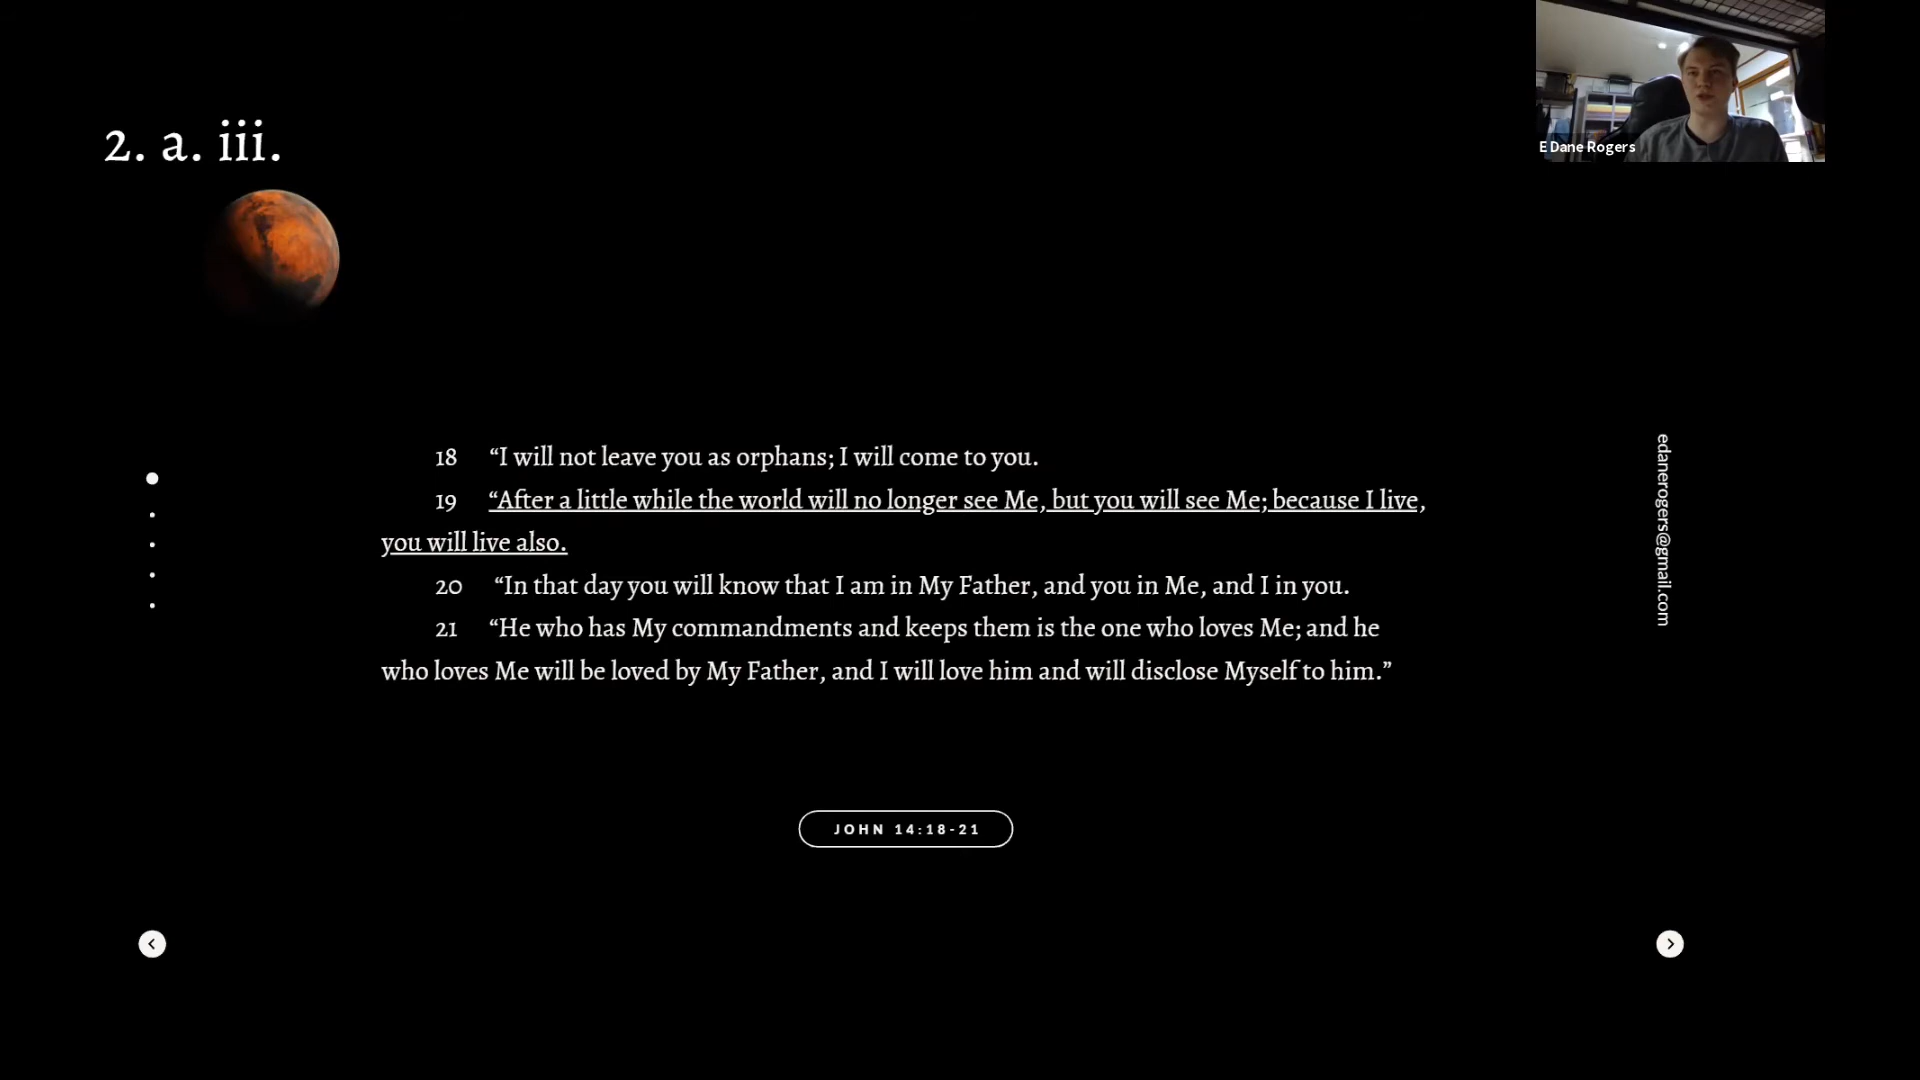 E Dane Rogers
2. a. iii.
18 “I will not leave you as orphans; I will come to you.
19 “After a little while the world will no longer see Me, but you will see Me; because I live,
you will live also.
20 “In that day you will know that I am in My Father, and you in Me, and I in you.
21 “He who has My commandments and keeps them is the one who loves Me; and he
who loves Me will be loved by My Father, and I will love him and will disclose Myself to him.”
edanerogers@gmail.com
JOHN 14:18-21